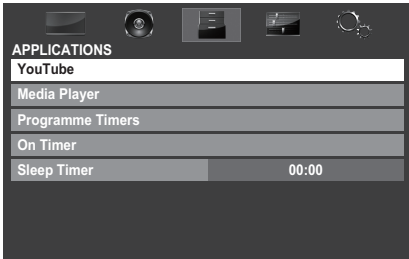 APPLICATIONS
YouTube
Media Player
Programme Timers
On Timer
Sleep Timer 00:00